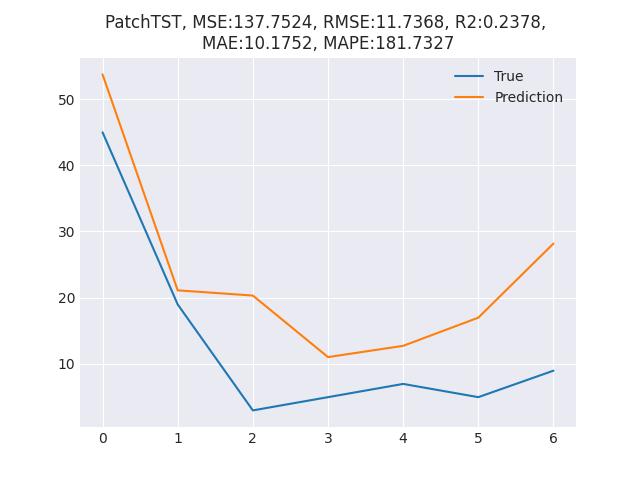 PatchTST, MSE:137.7524, RMSE:11.7368, R2:0.2378,
MAE:10.1752, MAPE:181.7327
True
Prediction
50
40
30
20
10
0 1 2 3 4 5 6